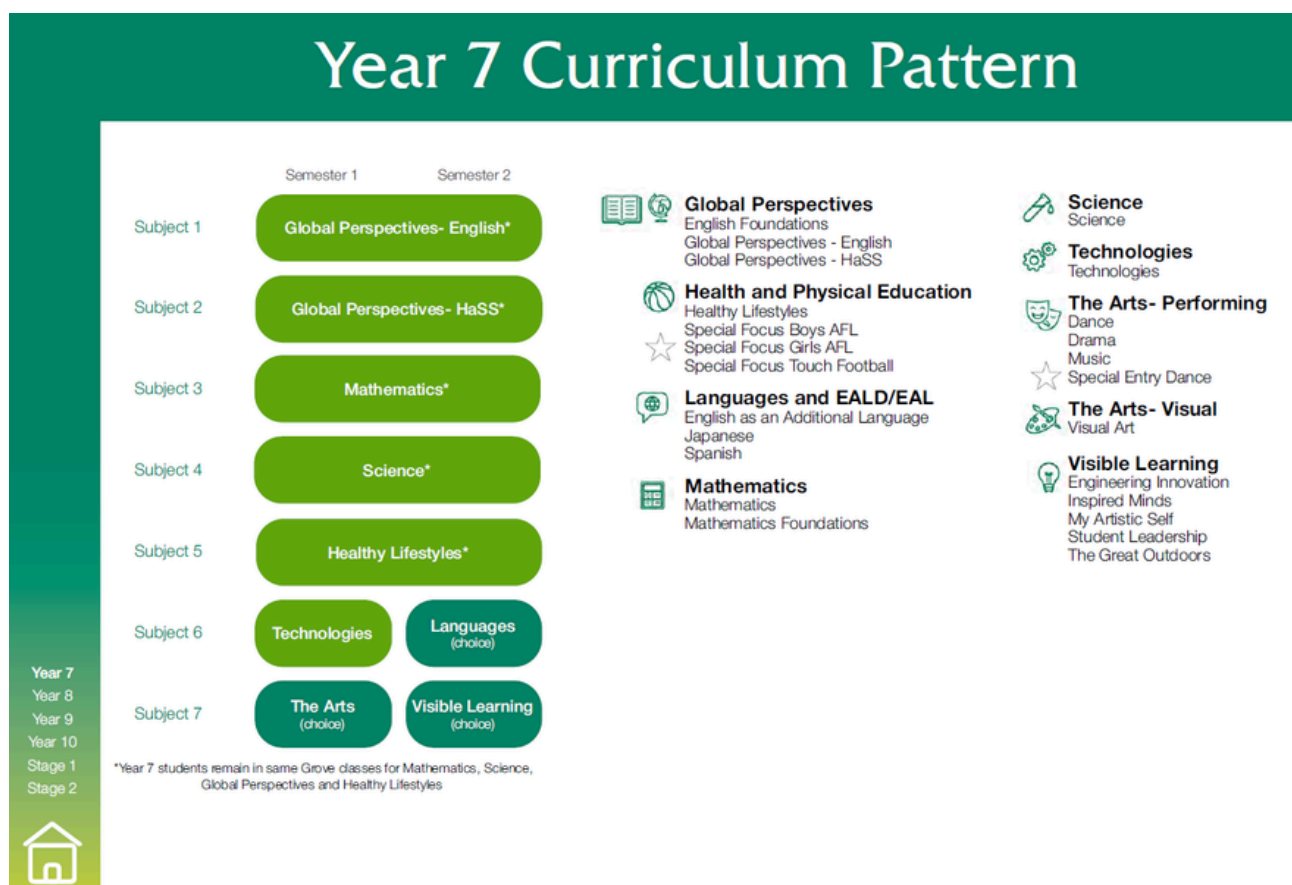 Year 7 Curriculum Pattern
Semester 1
Semester 2
Subject 1
Global Perspectives- English*
Subject 2
Global Perspectives- HaSS*
Subject 3
Mathematics*
Subject 4
Science*
Subject 5
Healthy Lifestyles*
Subject 6
Technologies
Languages
(choice)
Subject 7
The Arts
(choice)
Visible Learning
(choice)
*Year 7 students remain in same Grove classes for Mathematics, Science,
Global Perspectives and Healthy Lifestyles
Global Perspectives
English Foundations
Global Perspectives - English
Global Perspectives - HaSS
Health and Physical Education
Healthy Lifestyles
Special Focus Boys AFL
Special Focus Girls AFL
Special Focus Touch Football
Languages and EALD/EAL
English as an Additional Language
Japanese
Spanish
Mathematics
Mathematics
Mathematics Foundations
Science
Science
Technologies
Technologies
The Arts- Performing
Dance
Drama
Music
Special Entry Dance
The Arts- Visual
Visual Art
Visible Learning
Engineering Innovation
Inspired Minds
My Artistic Self
Student Leadership
The Great Outdoors
Year 7
Year 8
Year 9
Year 10
Stage 1
Stage 2